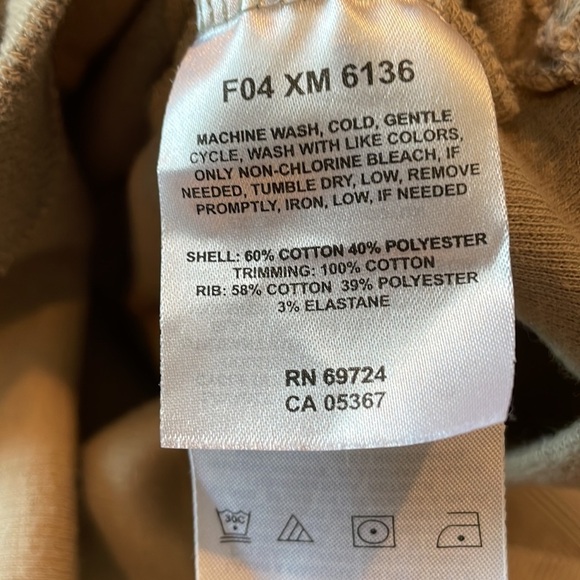 F04 XM 6136
MACHINE WASH, COLD, GENTLE
CYCLE, WASH WITH LIKE COLORS,
ONLY NON-CHLORINE BLEACH, IF
NEEDED, TUMBLE DRY, LOW, REMOVE
PROMPTLY, IRON, LOW, IF NEEDED
SHELL: 60% COTTON 40% POLYESTER
TRIMMING: 100% COTTON
RIB: 58% COTTON 39% POLYESTER
3% ELASTANE
RN 69724
CA 05367
30C